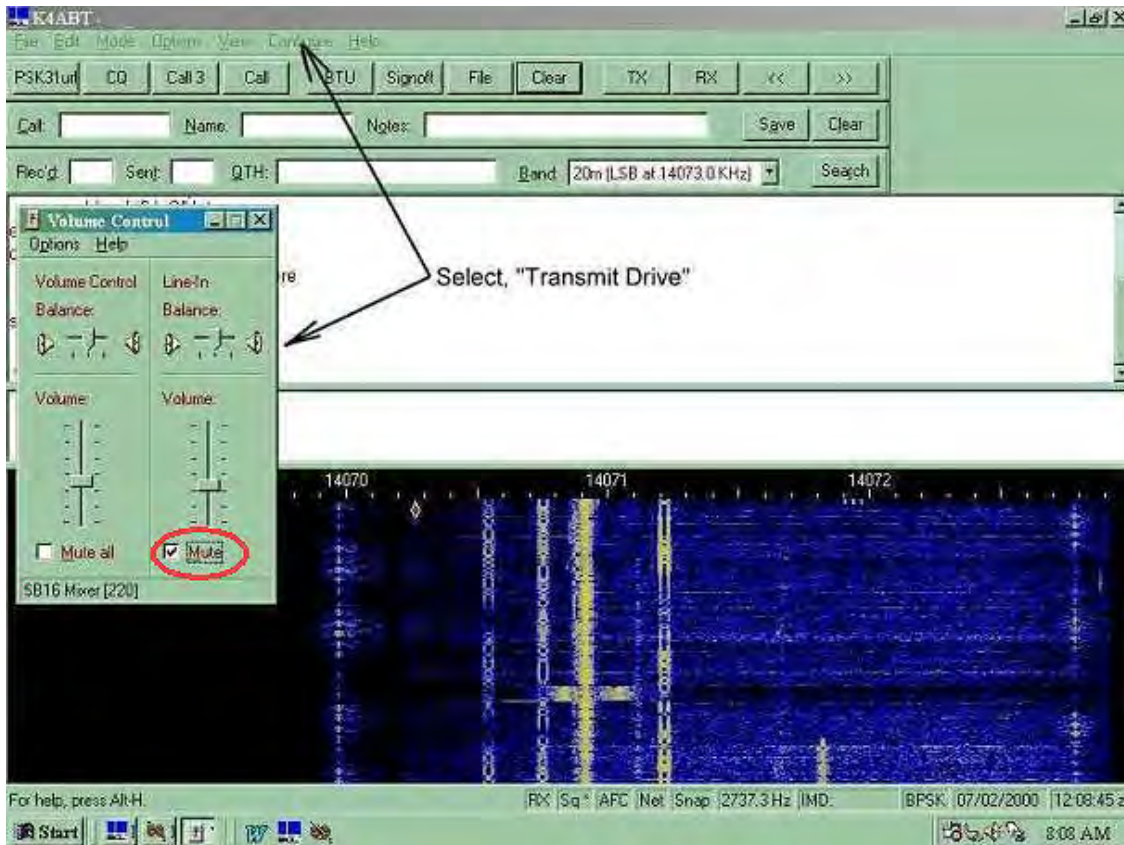 K4ABT
File Edit Mode Options View Configure Help
CQ Call 3 Call BTU Signoff File Clear TX RX << >>
Call: Name: Notes: Save Clear
Rec'd: Sent: QTH: Band: 20m (LSB at 14073.0 KHz) Search
Volume Control
Options Help
Volume Control Line-In
Balance: Balance:
Select, "Transmit Drive"
Volume: Volume:
Mute all Mute
SB16 Mixer [220]
14070 14071 14072
For help, press Alt-H. RX Sq AFC Net Snap 2737.3 Hz IMD: BPSK 07/02/2000 12:08:45 z
Start 8:08 AM